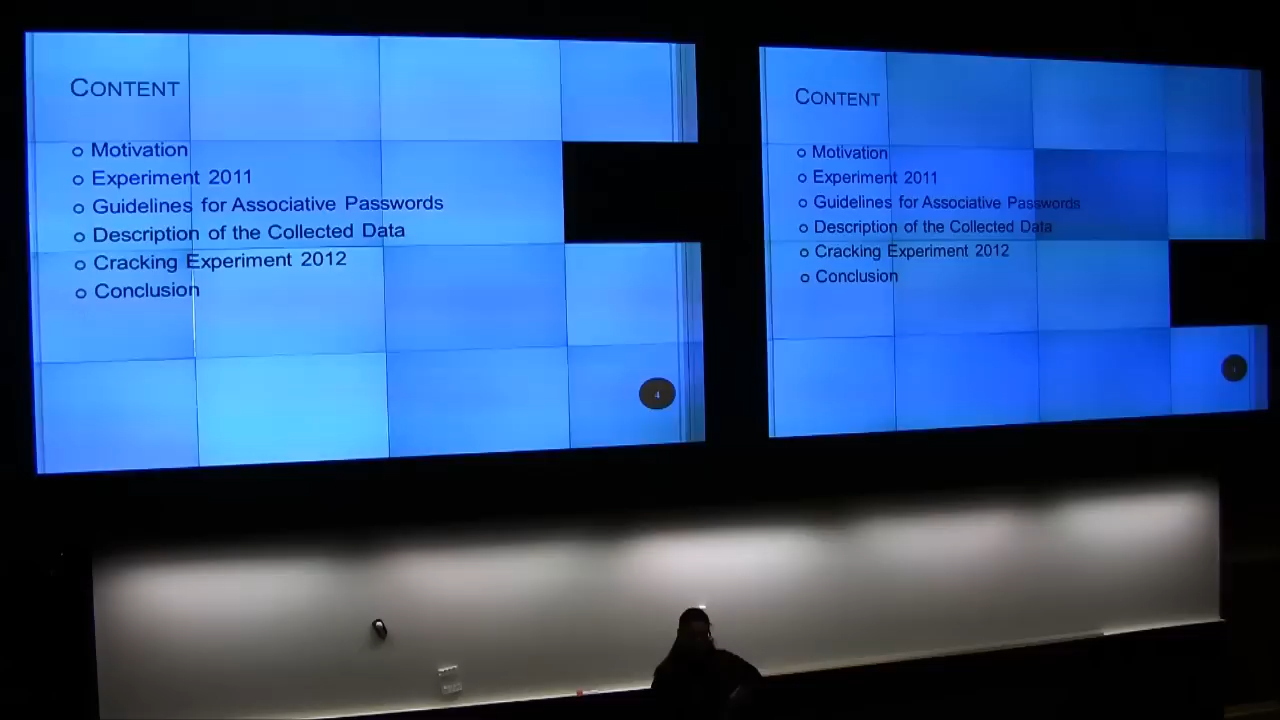 CONTENT
Motivation
Experiment 2011
Guidelines for Associative Passwords
Description of the Collected Data
Cracking Experiment 2012
Conclusion
4
CONTENT
Motivation
Experiment 2011
Guidelines for Associative Passwords
Description of the Collected Data
Cracking Experiment 2012
Conclusion